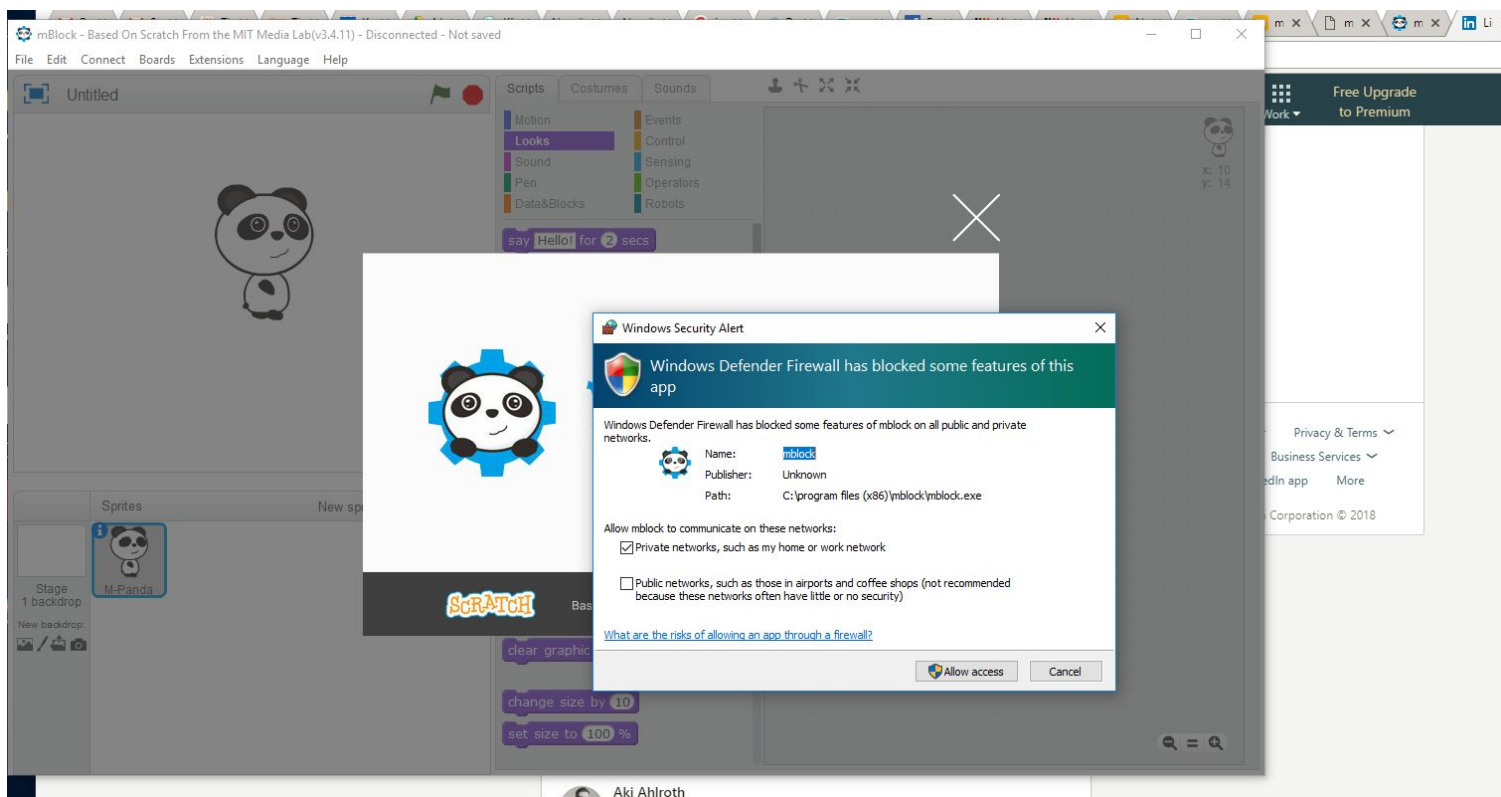 mBlock - Based On Scratch From the MIT Media Lab(v3.4.11) - Disconnected - Not saved
m
m
m
Li
File Edit Connect Boards Extensions Language Help
Untitled
Scripts Costumes Sounds
Work
Free Upgrade
to Premium
Motion Events
Looks Control
Sound Sensing
Pen Operators
Data&Blocks Robots
x: 10
y: 14
say Hello! for 2 secs
Windows Security Alert
Windows Defender Firewall has blocked some features of this
app
Windows Defender Firewall has blocked some features of mblock on all public and private
networks.
Name: mblock
Publisher: Unknown
Path: C:\program files (x86)\mblock\mblock.exe
Allow mblock to communicate on these networks:
Private networks, such as my home or work network
Public networks, such as those in airports and coffee shops (not recommended
because these networks often have little or no security)
What are the risks of allowing an app through a firewall?
Allow access Cancel
Privacy & Terms
Business Services
edIn app More
Corporation © 2018
Sprites New sp
Stage
1 backdrop
New backdrop:
M-Panda
SCRATCH Bas
clear graphic
change size by 10
set size to 100 %
Aki Ahlroth